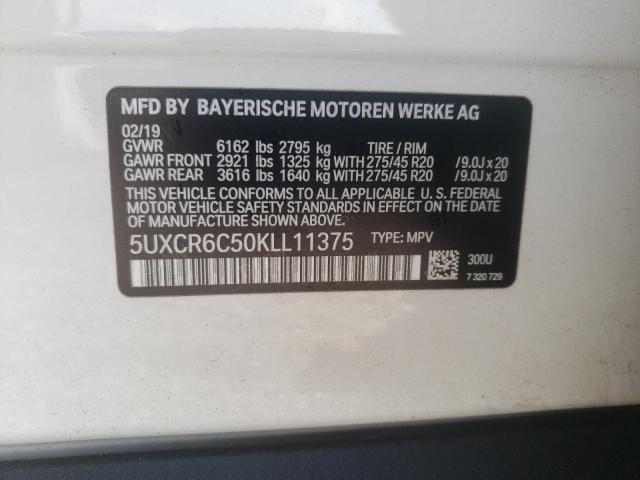 MFD BY BAYERISCHE MOTOREN WERKE AG
02/19
GVWR 6162 lbs 2795 kg TIRE / RIM
GAWR FRONT 2921 lbs 1325 kg WITH 275/45 R20 /9.0J x 20
GAWR REAR 3616 lbs 1640 kg WITH 275/45 R20 /9.0J x 20
THIS VEHICLE CONFORMS TO ALL APPLICABLE U. S. FEDERAL
MOTOR VEHICLE SAFETY STANDARDS IN EFFECT ON THE DATE
OF MANUFACTURE SHOWN ABOVE.
5UXCR6C50KLL11375 TYPE: MPV
300U
7 320 729